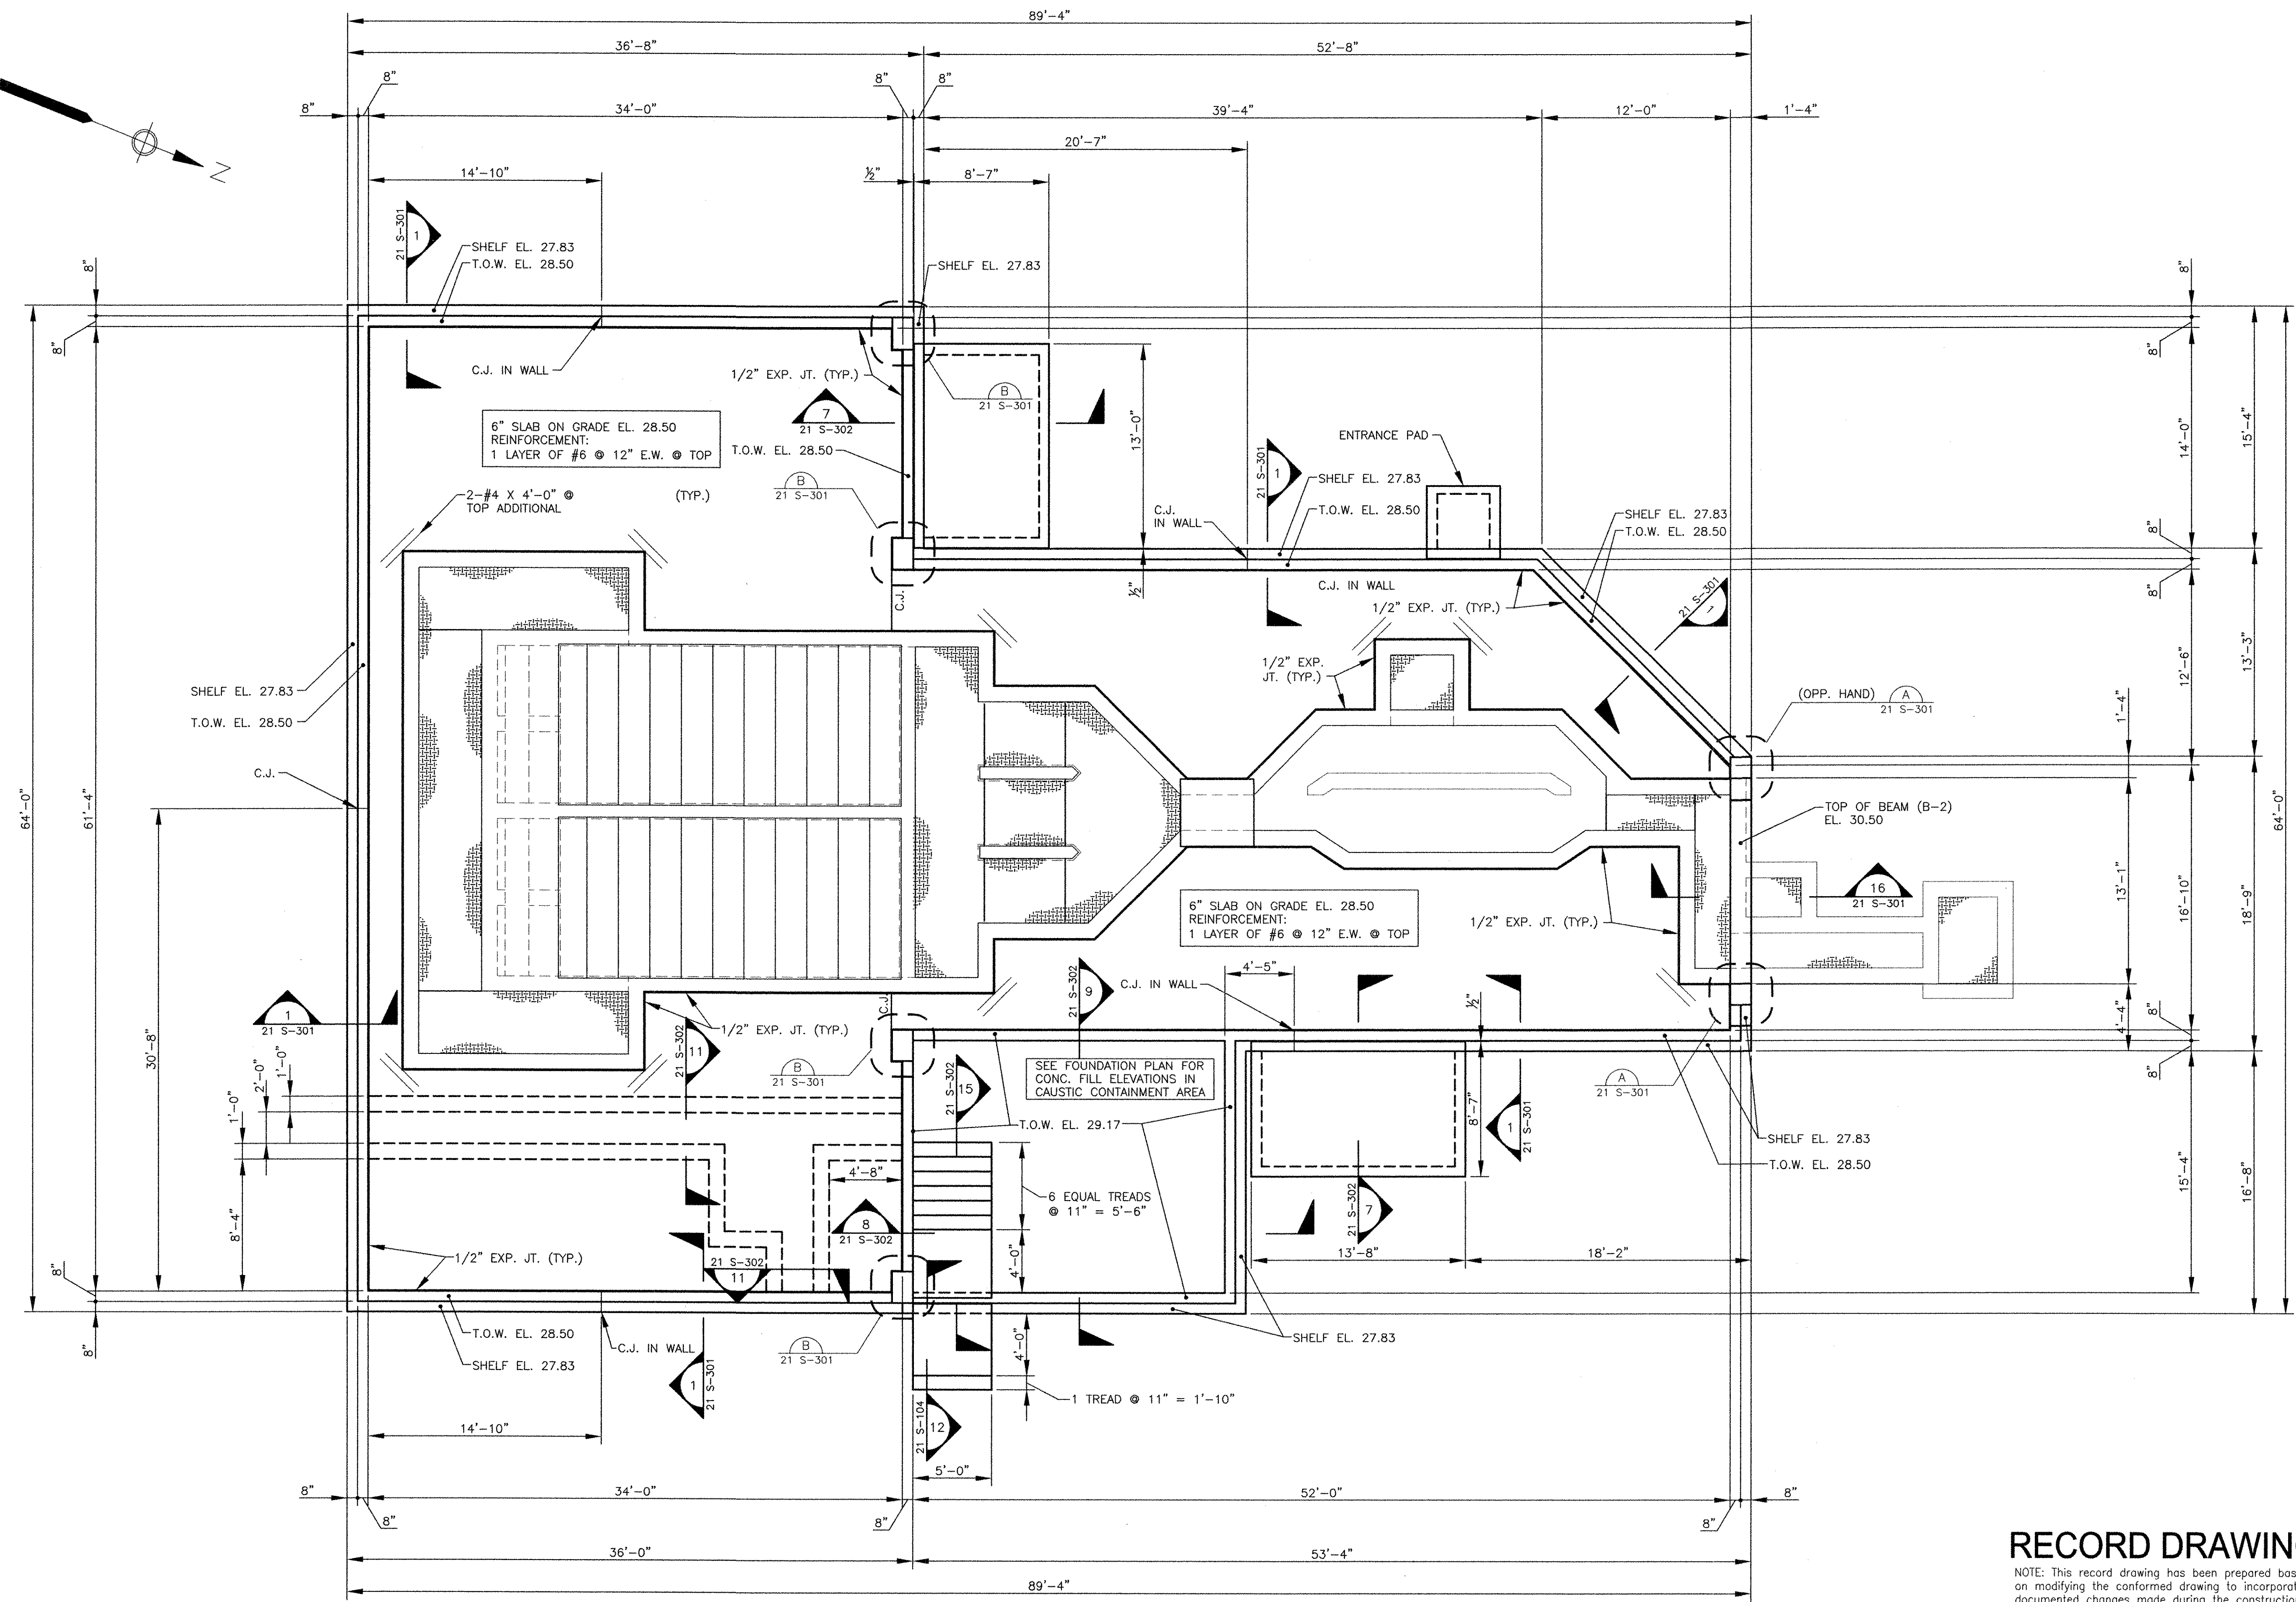 89'-4"
36'-8"
52'-8"
8"
8"
8"
8"
34'-0"
39'-4"
12'-0"
1'-4"
20'-7"
14'-10"
½"
8'-7"
N
1
21 S-301
SHELF EL. 27.83
T.O.W. EL. 28.50
SHELF EL. 27.83
8"
8"
8"
8"
C.J. IN WALL
1/2" EXP. JT. (TYP.)
B
21 S-301
7
21 S-302
13'-0"
6" SLAB ON GRADE EL. 28.50
REINFORCEMENT:
1 LAYER OF #6 @ 12" E.W. @ TOP
T.O.W. EL. 28.50
ENTRANCE PAD
1
21 S-301
SHELF EL. 27.83
T.O.W. EL. 28.50
B
21 S-301
2-#4 X 4'-0" @ (TYP.)
TOP ADDITIONAL
C.J.
IN WALL
SHELF EL. 27.83
T.O.W. EL. 28.50
14'-0"
15'-4"
8"
8"
½"
C.J.
C.J. IN WALL
1/2" EXP. JT. (TYP.)
21 S-301
1
1/2" EXP.
JT. (TYP.)
12'-6"
13'-3"
SHELF EL. 27.83
T.O.W. EL. 28.50
(OPP. HAND)
A
21 S-301
1'-4"
C.J.
64'-0"
61'-4"
30'-8"
TOP OF BEAM (B-2)
EL. 30.50
64'-0"
16
21 S-301
13'-1"
16'-10"
18'-9"
6" SLAB ON GRADE EL. 28.50
REINFORCEMENT:
1 LAYER OF #6 @ 12" E.W. @ TOP
1/2" EXP. JT. (TYP.)
4'-5"
C.J. IN WALL
9
21 S-302
½"
C.J.
1
21 S-301
1/2" EXP. JT. (TYP.)
11
21 S-302
B
21 S-301
4'-4"
8"
8"
1'-0"
2'-0"
1'-0"
8'-4"
15
21 S-302
SEE FOUNDATION PLAN FOR
CONC. FILL ELEVATIONS IN
CAUSTIC CONTAINMENT AREA
A
21 S-301
T.O.W. EL. 29.17
8'-7"
1
21 S-301
SHELF EL. 27.83
T.O.W. EL. 28.50
15'-4"
16'-8"
4'-8"
6 EQUAL TREADS
@ 11" = 5'-6"
8
21 S-302
7
21 S-302
1/2" EXP. JT. (TYP.)
21 S-302
11
4'-0"
13'-8"
18'-2"
8"
8"
T.O.W. EL. 28.50
SHELF EL. 27.83
C.J. IN WALL
B
21 S-301
4'-0"
SHELF EL. 27.83
1
21 S-301
1 TREAD @ 11" = 1'-10"
14'-10"
12
21 S-104
5'-0"
8"
34'-0"
52'-0"
8"
8"
8"
8"
36'-0"
53'-4"
89'-4"
RECORD DRAWIN
NOTE: This record drawing has been prepared bas
on modifying the conformed drawing to incorporat
documented changes made during the constructio